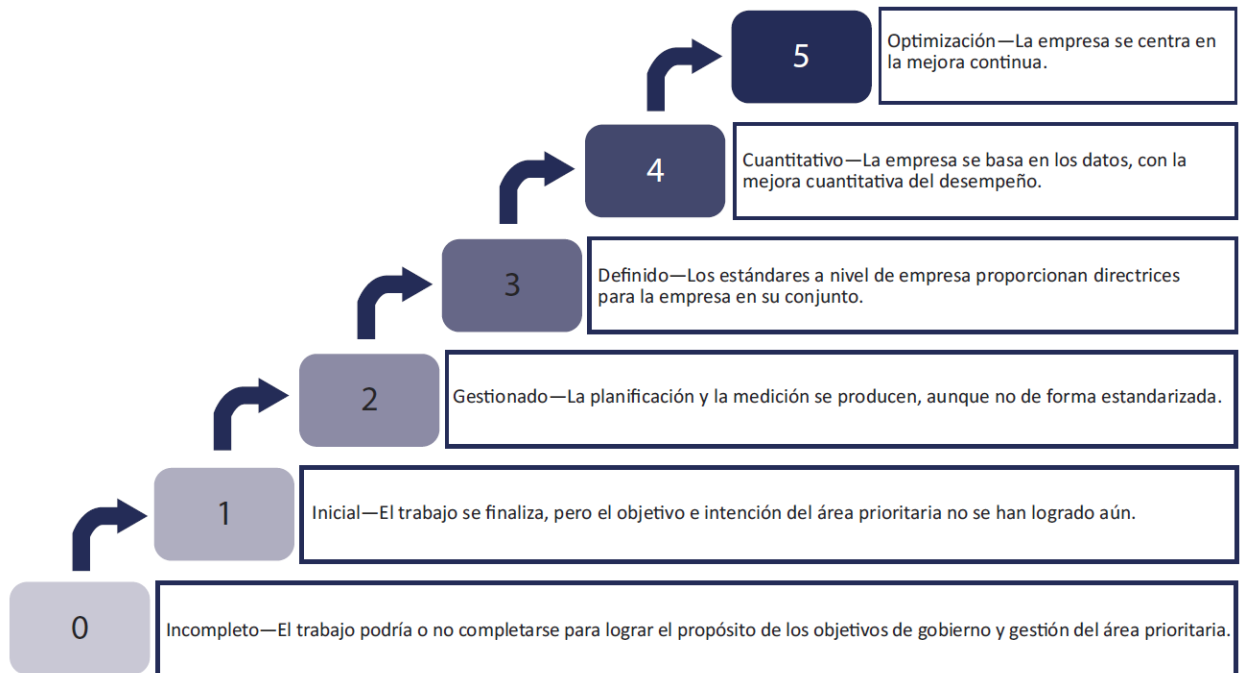 5
Optimización—La empresa se centra en
la mejora continua.
4
Cuantitativo—La empresa se basa en los datos, con la
mejora cuantitativa del desempeño.
3
Definido—Los estándares a nivel de empresa proporcionan directrices
para la empresa en su conjunto.
2
Gestionado—La planificación y la medición se producen, aunque no de forma estandarizada.
1
Inicial—El trabajo se finaliza, pero el objetivo e intención del área prioritaria no se han logrado aún.
0
Incompleto—El trabajo podría o no completarse para lograr el propósito de los objetivos de gobierno y gestión del área prioritaria.